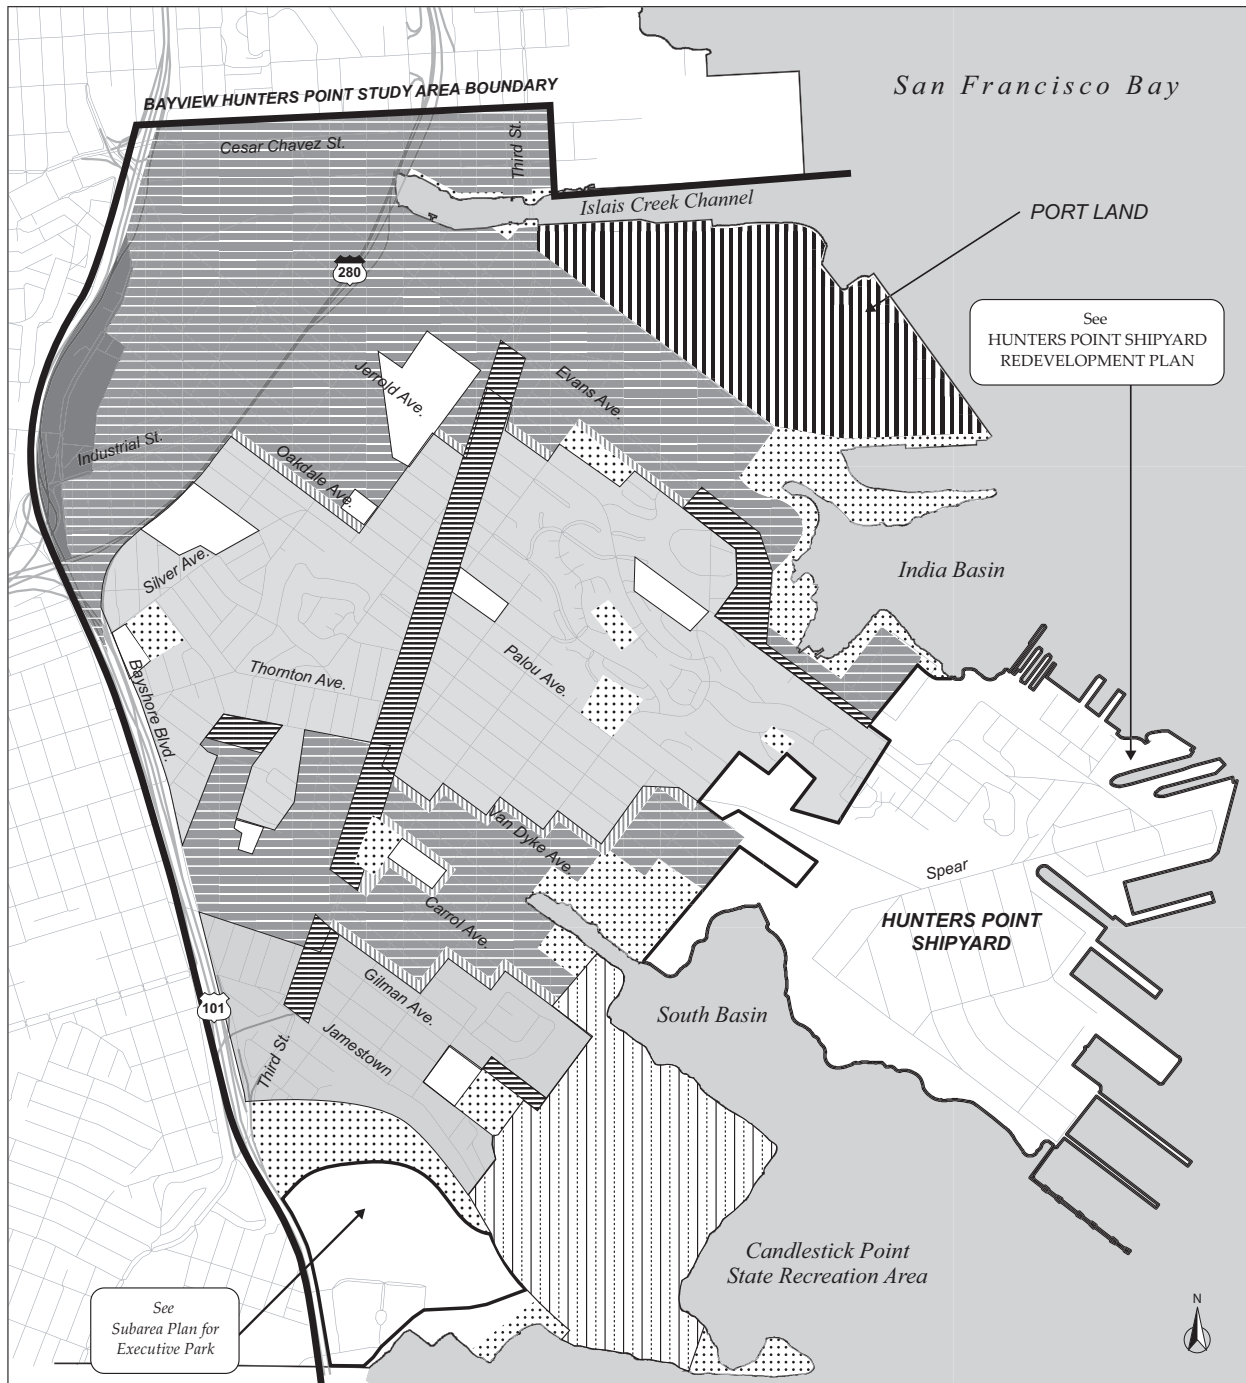 San Francisco Bay
BAYVIEW HUNTERS POINT STUDY AREA BOUNDARY
Cesar Chavez St.
Third St.
Islais Creek Channel
PORT LAND
280
See
HUNTERS POINT SHIPYARD
REDEVELOPMENT PLAN
Jerrold Ave.
Evans Ave.
Industrial St.
Oakdale Ave.
Silver Ave.
India Basin
Bayshore Blvd.
Thornton Ave.
Palou Ave.
Van Dyke Ave.
Spear
Carrol Ave.
HUNTERS POINT
SHIPYARD
101
Gilman Ave.
South Basin
Third St.
Jamestown
Candlestick Point
State Recreation Area
See
Subarea Plan for
Executive Park
N